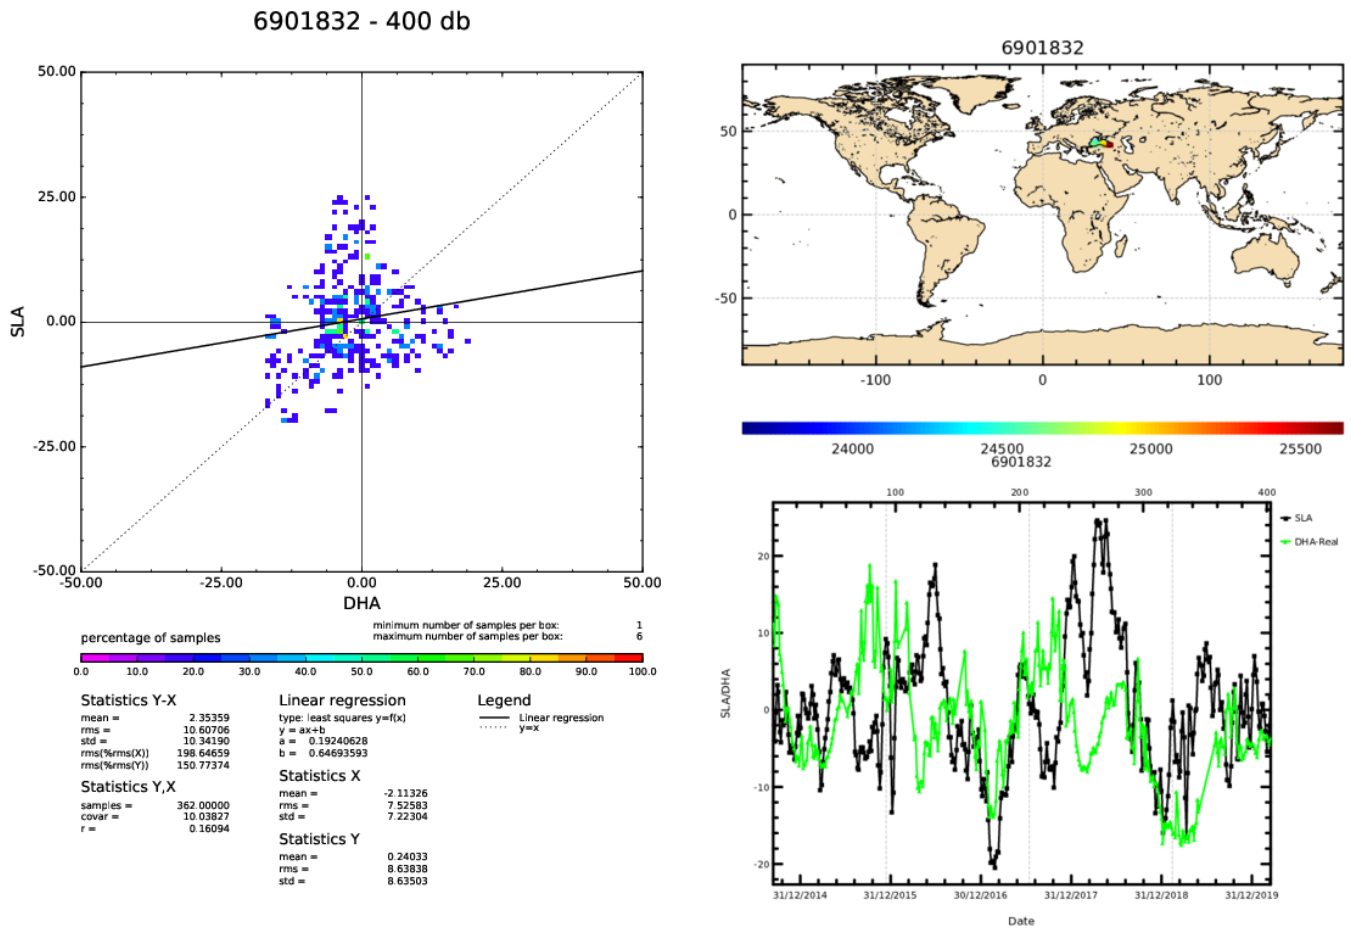 6901832 - 400 db
50.00
25.00
0.00
-25.00
-50.00
SLA
-50.00 -25.00 0.00 25.00 50.00
DHA
percentage of samples
minimum number of samples per box: 1
maximum number of samples per box: 6
0.0 10.0 20.0 30.0 40.0 50.0 60.0 70.0 80.0 90.0 100.0
Statistics Y-X
mean = 2.35359
rms = 10.60706
std = 10.34190
rms(%rms(X)) 198.64659
rms(%rms(Y)) 150.77374
Statistics Y,X
samples = 362.00000
covar = 10.03827
r = 0.16094
Linear regression
type: least squares y=f(x)
y = ax+b
a = 0.19240628
b = 0.64693593
Statistics X
mean = -2.11326
rms = 7.52583
std = 7.22304
Statistics Y
mean = 0.24033
rms = 8.63838
std = 8.63503
Legend
Linear regression
y=x
6901832
50
0
-50
-100 0 100
24000 24500 25000 25500
6901832
100 200 300 400
SLA
DHA-Real
20
10
0
-10
-20
SLA/DHA
31/12/2014 31/12/2015 30/12/2016 31/12/2017 31/12/2018 31/12/2019
Date